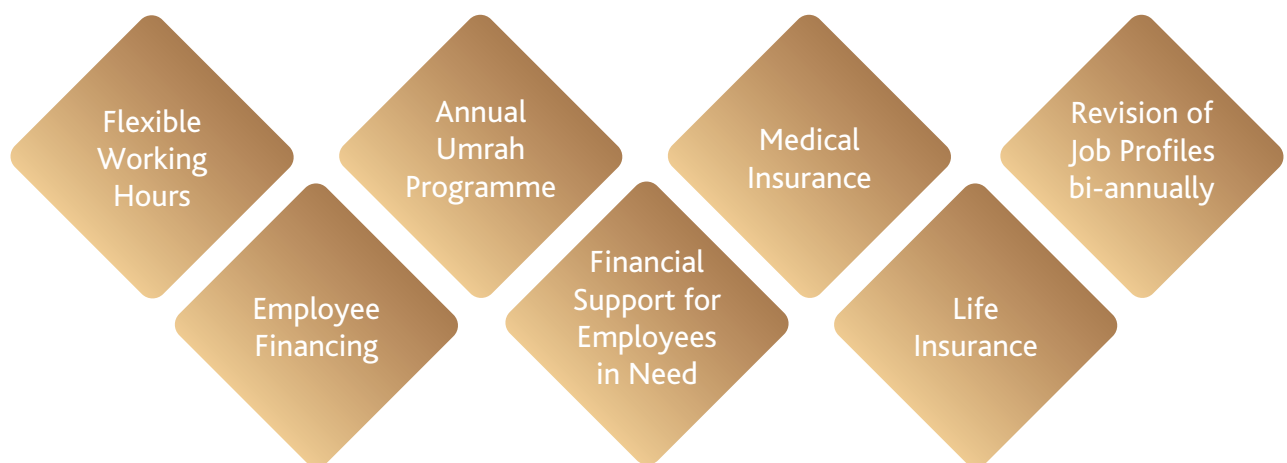 Flexible
Working
Hours
Annual
Umrah
Programme
Medical
Insurance
Revision of
Job Profiles
bi-annually
Employee
Financing
Financial
Support for
Employees
in Need
Life
Insurance